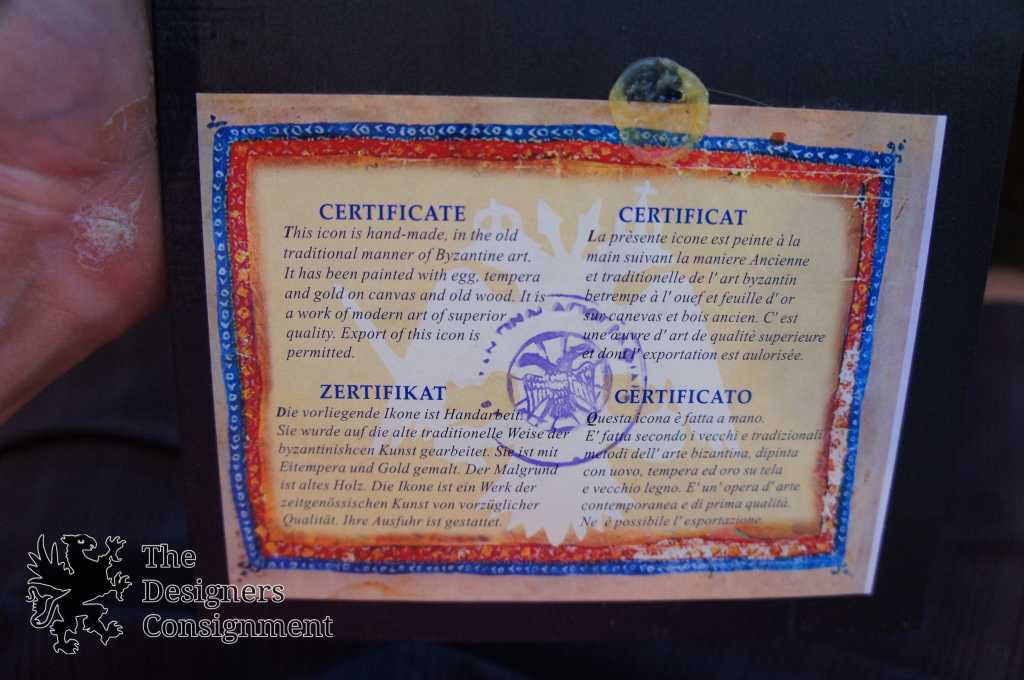 CERTIFICATE
This icon is hand-made, in the old
traditional manner of Byzantine art.
It has been painted with egg, tempera
and gold on canvas and old wood. It is
a work of modern art of superior
quality. Export of this icon is
permitted.
CERTIFICAT
La prèsente icone est peinte à la
main suivant la maniere Ancienne
et traditionelle de l' art byzantin
betrempe à l' ouef et feuille d' or
sur canevas et bois ancien. C' est
une œuvre d' art de qualitè superieure
et dont l' exportation est aulorisée.
ZERTIFIKAT
Die vorliegende Ikone ist Handarbeit.
Sie wurde auf die alte traditionelle Weise der
byzantinishcen Kunst gearbeitet. Sie ist mit
Eitempera und Gold gemalt. Der Malgrund
ist altes Holz. Die Ikone ist ein Werk der
zeitgenössischen Kunst von vorzüglicher
Qualität. Ihre Ausfuhr ist gestattet.
CERTIFICATO
Questa icona è fatta a mano.
E' fatta secondo i vecchi e tradizionali
metodi dell' arte bizantina, dipinta
con uovo, tempera ed oro su tela
e vecchio legno. E' un' opera d' arte
contemporanea e di prima qualità.
Ne è possibile l' esportazione.
The
Designers
Consignment